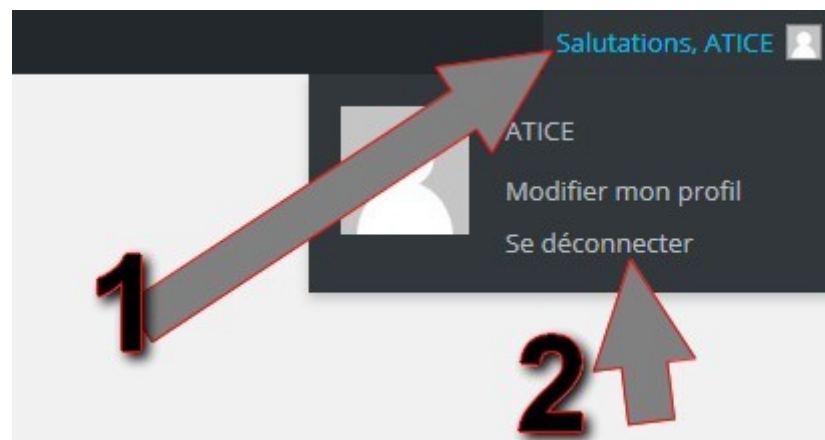 Salutations, ATICE
ATICE
Modifier mon profil
Se déconnecter
1
2